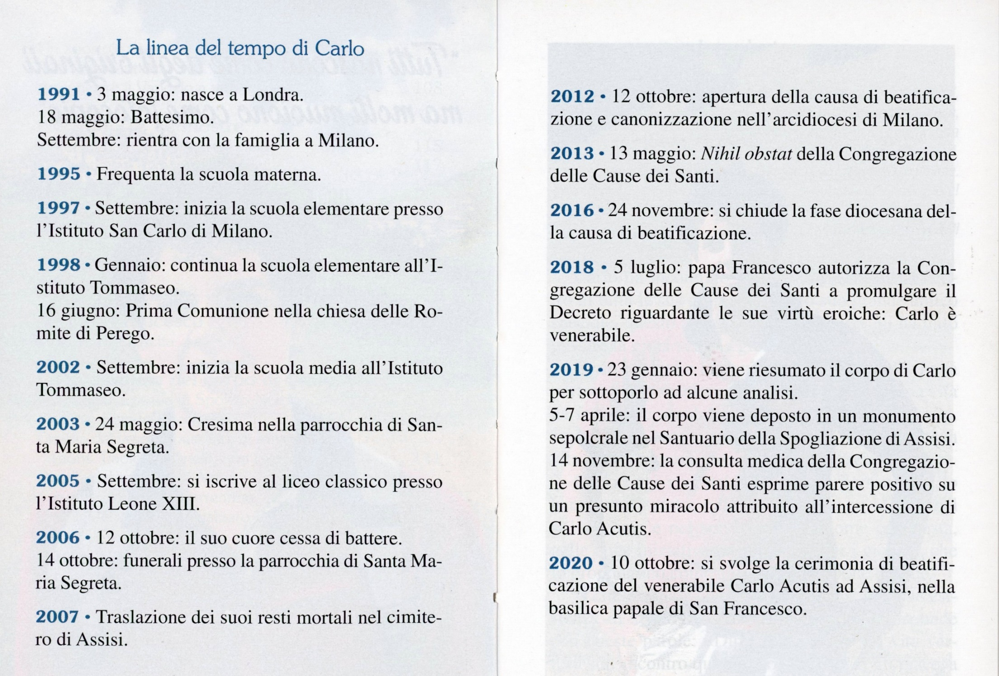 La linea del tempo di Carlo
1991 • 3 maggio: nasce a Londra.
18 maggio: Battesimo.
Settembre: rientra con la famiglia a Milano.
1995 • Frequenta la scuola materna.
1997 • Settembre: inizia la scuola elementare presso
l’Istituto San Carlo di Milano.
1998 • Gennaio: continua la scuola elementare all’I-
stituto Tommaseo.
16 giugno: Prima Comunione nella chiesa delle Ro-
mite di Perego.
2002 • Settembre: inizia la scuola media all’Istituto
Tommaseo.
2003 • 24 maggio: Cresima nella parrocchia di San-
ta Maria Segreta.
2005 • Settembre: si iscrive al liceo classico presso
l’Istituto Leone XIII.
2006 • 12 ottobre: il suo cuore cessa di battere.
14 ottobre: funerali presso la parrocchia di Santa Ma-
ria Segreta.
2007 • Traslazione dei suoi resti mortali nel cimite-
ro di Assisi.
2012 • 12 ottobre: apertura della causa di beatifica-
zione e canonizzazione nell’arcidiocesi di Milano.
2013 • 13 maggio: Nihil obstat della Congregazione
delle Cause dei Santi.
2016 • 24 novembre: si chiude la fase diocesana del-
la causa di beatificazione.
2018 • 5 luglio: papa Francesco autorizza la Con-
gregazione delle Cause dei Santi a promulgare il
Decreto riguardante le sue virtù eroiche: Carlo è
venerabile.
2019 • 23 gennaio: viene riesumato il corpo di Carlo
per sottoporlo ad alcune analisi.
5-7 aprile: il corpo viene deposto in un monumento
sepolcrale nel Santuario della Spogliazione di Assisi.
14 novembre: la consulta medica della Congregazio-
ne delle Cause dei Santi esprime parere positivo su
un presunto miracolo attribuito all’intercessione di
Carlo Acutis.
2020 • 10 ottobre: si svolge la cerimonia di beatifi-
cazione del venerabile Carlo Acutis ad Assisi, nella
basilica papale di San Francesco.